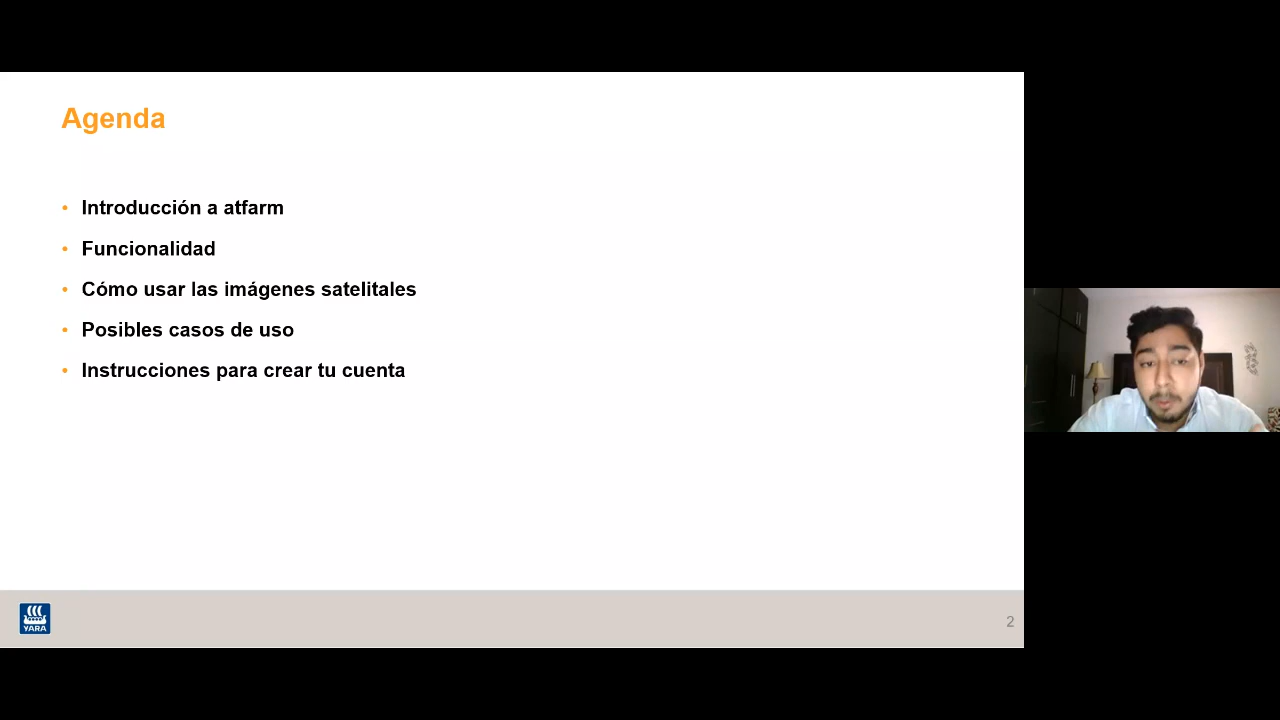 Agenda
• Introducción a atfarm
• Funcionalidad
• Cómo usar las imágenes satelitales
• Posibles casos de uso
• Instrucciones para crear tu cuenta
YARA
2